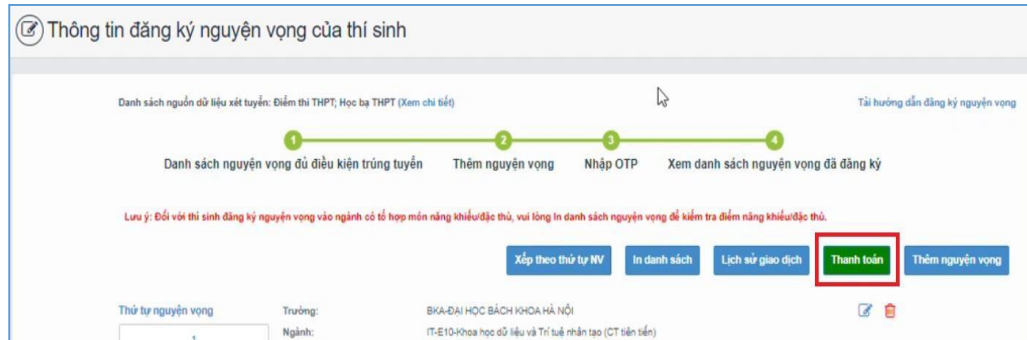 Thông tin đăng ký nguyện vọng của thí sinh
Danh sách nguồn dữ liệu xét tuyển: Điểm thi THPT; Học bạ THPT (Xem chi tiết)
Tải hướng dẫn đăng ký nguyện vọng
1 2 3 4
Danh sách nguyện vọng đủ điều kiện trúng tuyển Thêm nguyện vọng Nhập OTP Xem danh sách nguyện vọng đã đăng ký
Lưu ý: Đối với thí sinh đăng ký nguyện vọng vào ngành có tổ hợp môn năng khiếu/đặc thù, vui lòng In danh sách nguyện vọng để kiểm tra điểm năng khiếu/đặc thù.
Xếp theo thứ tự NV In danh sách Lịch sử giao dịch Thanh toán Thêm nguyện vọng
Thứ tự nguyện vọng Trường: BKA-ĐẠI HỌC BÁCH KHOA HÀ NỘI
1 Ngành: IT-E10-Khoa học dữ liệu và Trí tuệ nhân tạo (CT tiên tiến)